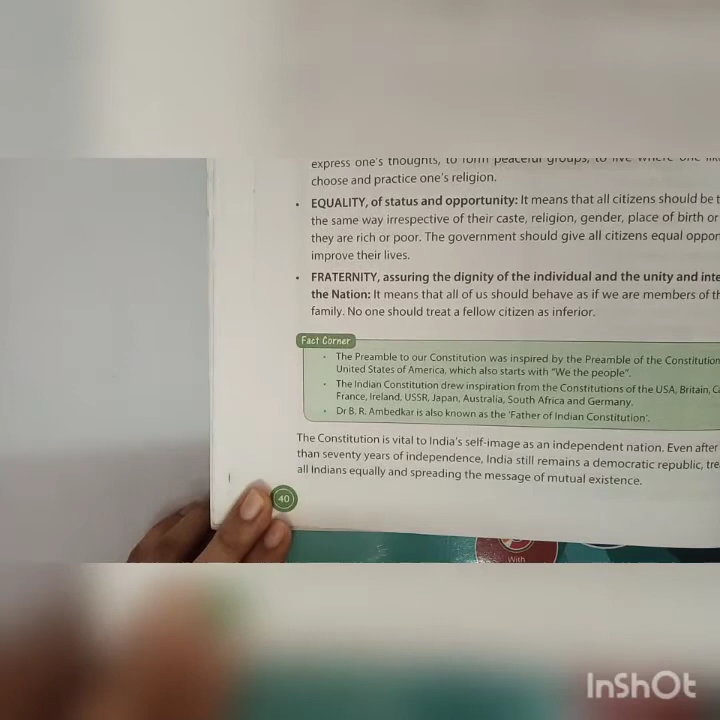 express one's thoughts, to form peaceful groups, to live where one
choose and practice one's religion.
• EQUALITY, of status and opportunity: It means that all citizens should be t
the same way irrespective of their caste, religion, gender, place of birth or
they are rich or poor. The government should give all citizens equal oppor
improve their lives.
• FRATERNITY, assuring the dignity of the individual and the unity and inte
the Nation: It means that all of us should behave as if we are members of th
family. No one should treat a fellow citizen as inferior.
Fact Corner
• The Preamble to our Constitution was inspired by the Preamble of the Constitution
United States of America, which also starts with "We the people".
• The Indian Constitution drew inspiration from the Constitutions of the USA, Britain, Ca
France, Ireland, USSR, Japan, Australia, South Africa and Germany.
• Dr B. R. Ambedkar is also known as the 'Father of Indian Constitution'.
The Constitution is vital to India's self-image as an independent nation. Even after
than seventy years of independence, India still remains a democratic republic, tre
all Indians equally and spreading the message of mutual existence.
40
With
InShOt